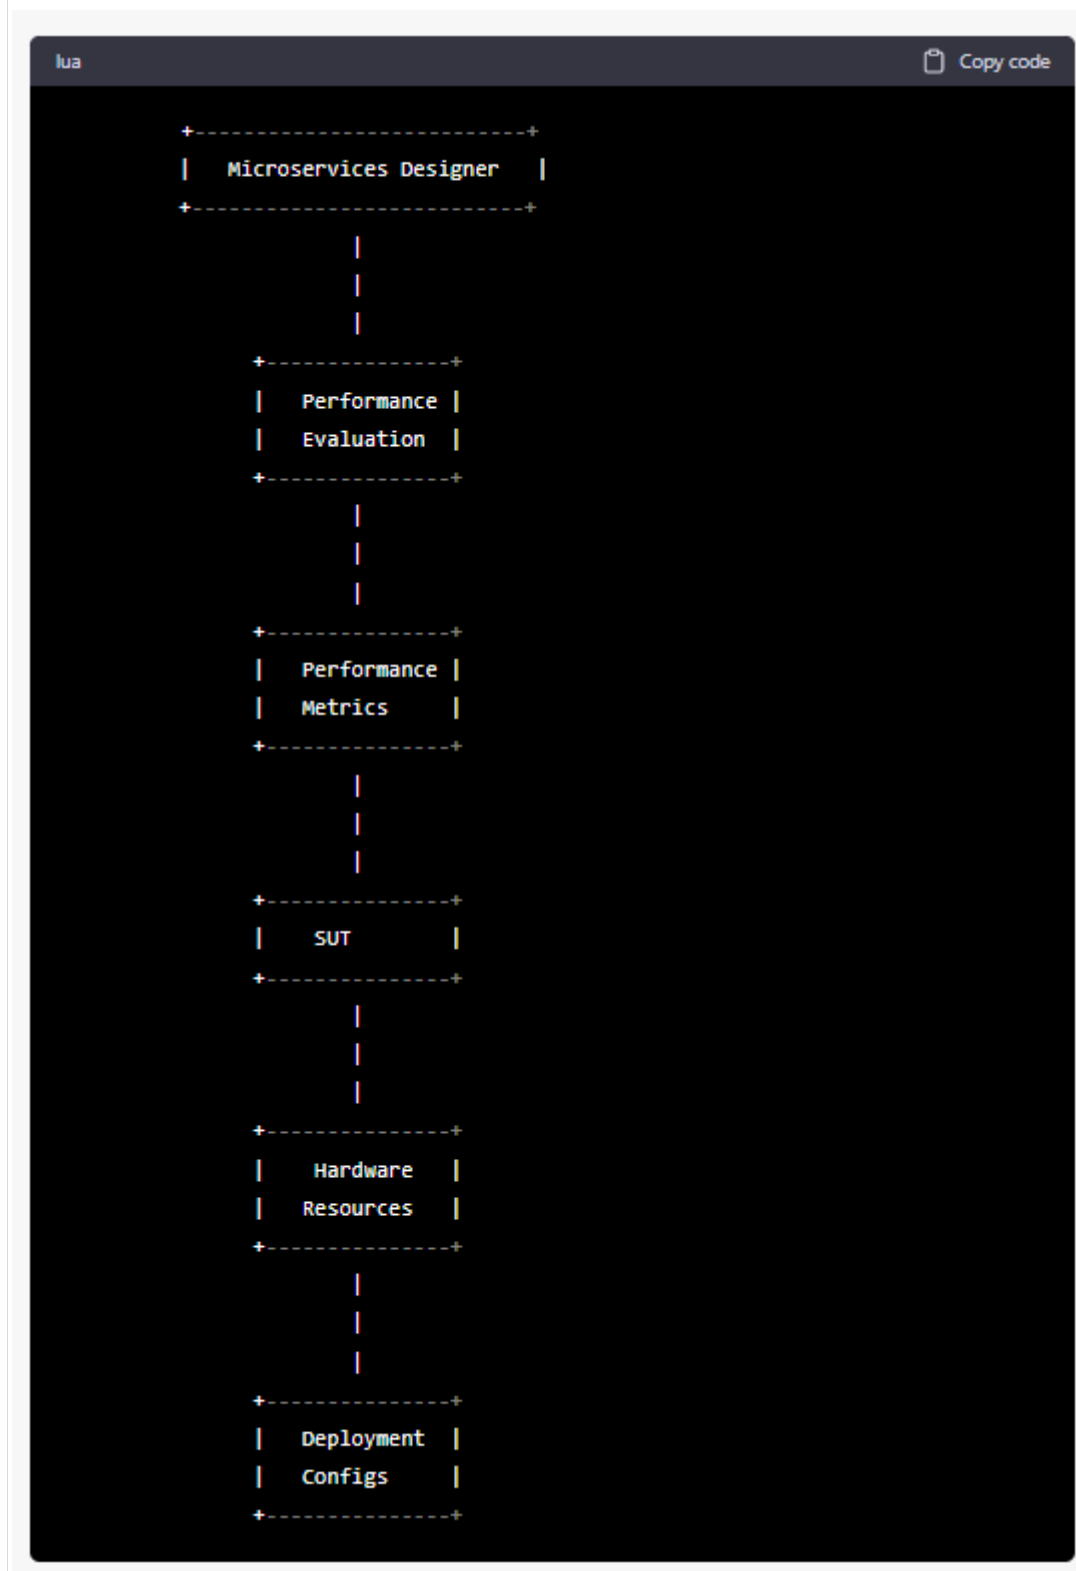 lua Copy code
+---------------------------+
|   Microservices Designer   |
+---------------------------+
|
|
|
+---------------+
|   Performance |
|   Evaluation  |
+---------------+
|
|
|
+---------------+
|   Performance |
|   Metrics     |
+---------------+
|
|
|
+---------------+
|    SUT        |
+---------------+
|
|
|
+---------------+
|    Hardware   |
|   Resources   |
+---------------+
|
|
|
+---------------+
|   Deployment  |
|   Configs     |
+---------------+